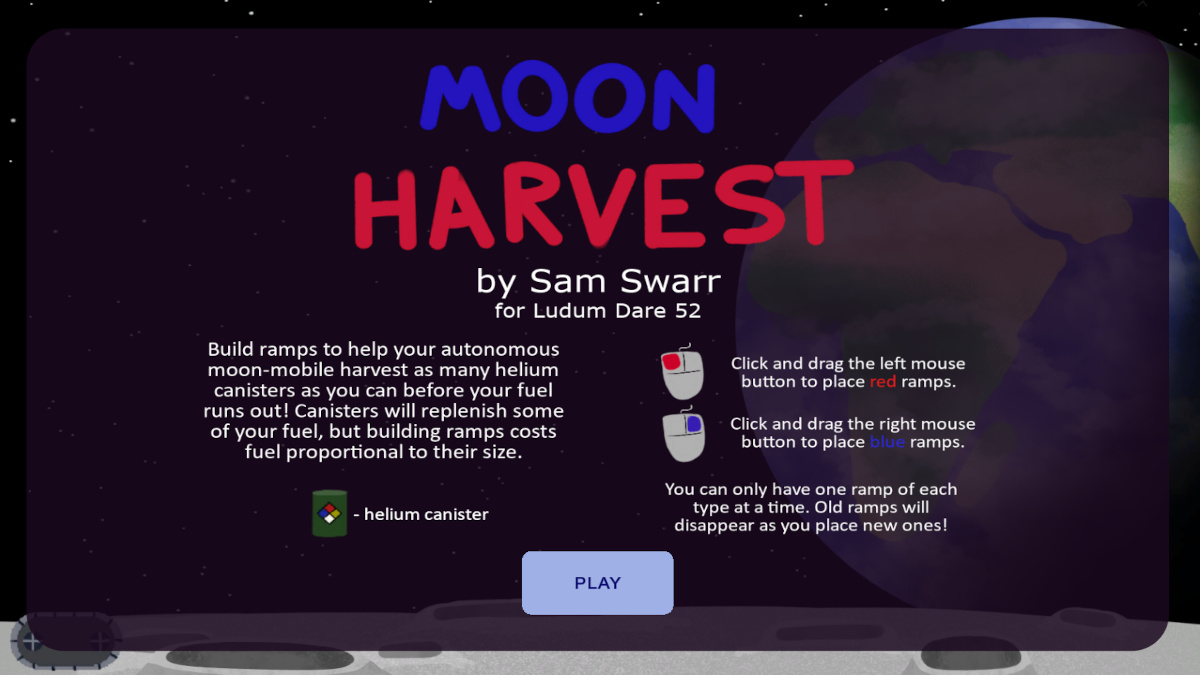 MOON
HARVEST
by Sam Swarr
for Ludum Dare 52
Build ramps to help your autonomous
moon-mobile harvest as many helium
canisters as you can before your fuel
runs out! Canisters will replenish some
of your fuel, but building ramps costs
fuel proportional to their size.
- helium canister
Click and drag the left mouse
button to place red ramps.
Click and drag the right mouse
button to place blue ramps.
You can only have one ramp of each
type at a time. Old ramps will
disappear as you place new ones!
PLAY